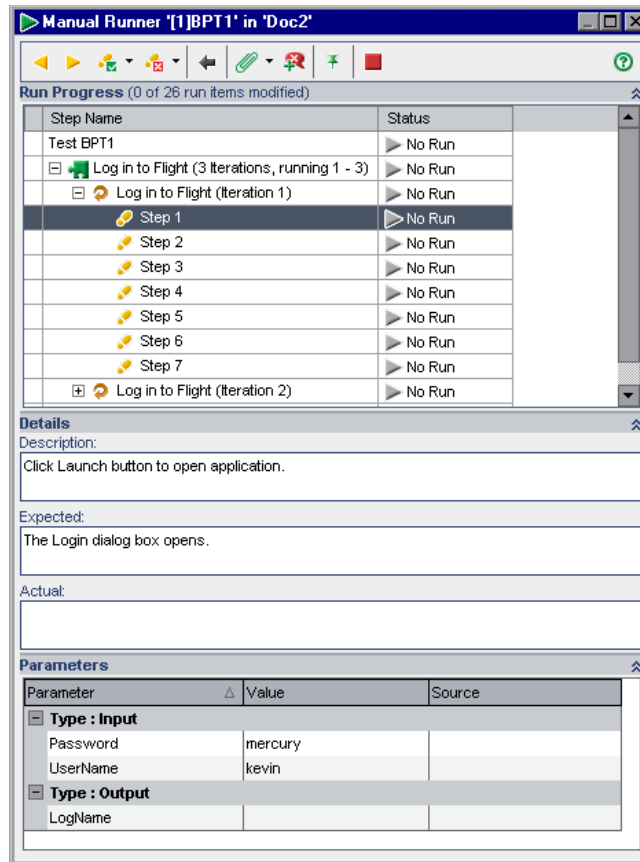 Manual Runner '[1]BPT1' in 'Doc2'
Run Progress (0 of 26 run items modified)
Step Name Status
Test BPT1 No Run
Log in to Flight (3 Iterations, running 1 - 3) No Run
Log in to Flight (Iteration 1) No Run
Step 1 No Run
Step 2 No Run
Step 3 No Run
Step 4 No Run
Step 5 No Run
Step 6 No Run
Step 7 No Run
Log in to Flight (Iteration 2) No Run
Details
Description:
Click Launch button to open application.
Expected:
The Login dialog box opens.
Actual:
Parameters
Parameter Value Source
Type : Input
Password mercury
UserName kevin
Type : Output
LogName